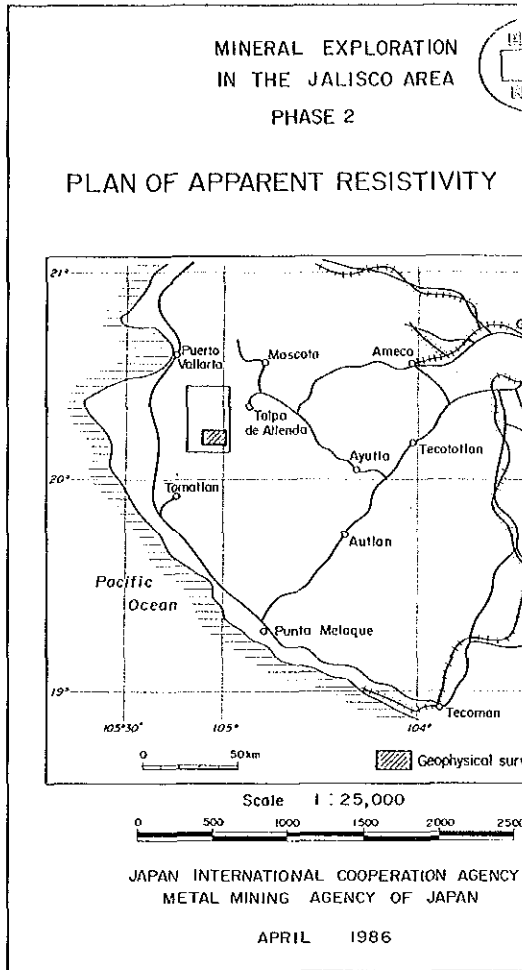 MINERAL EXPLORATION
IN THE JALISCO AREA
PHASE 2
PLAN OF APPARENT RESISTIVITY
21°
Puerto
Vallarta
Mascota
Ameca
Talpa
de Allenda
Ayutla
Tecototlan
20°
Tomatlan
Autlan
Pacific
Ocean
Punta Melaque
19°
Tecoman
105°30'
105°
104°
0 50km
Geophysical surv
Scale 1 : 25,000
0 500 1000 1500 2000 2500
JAPAN INTERNATIONAL COOPERATION AGENCY
METAL MINING AGENCY OF JAPAN
APRIL 1986